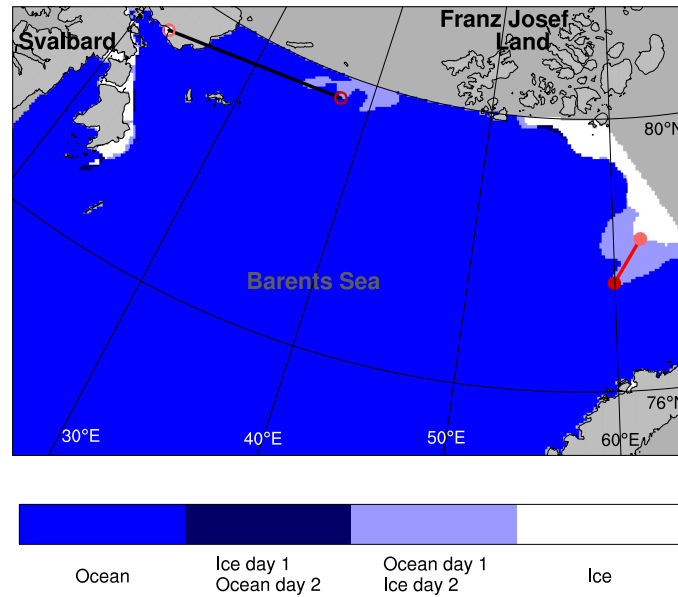 Franz Josef
Svalbard
Land
80°N
Barents Sea
76°N
30°E
40°E
50°E
60°E
Ocean
Ice day 1
Ocean day 2
Ocean day 1
Ice day 2
Ice